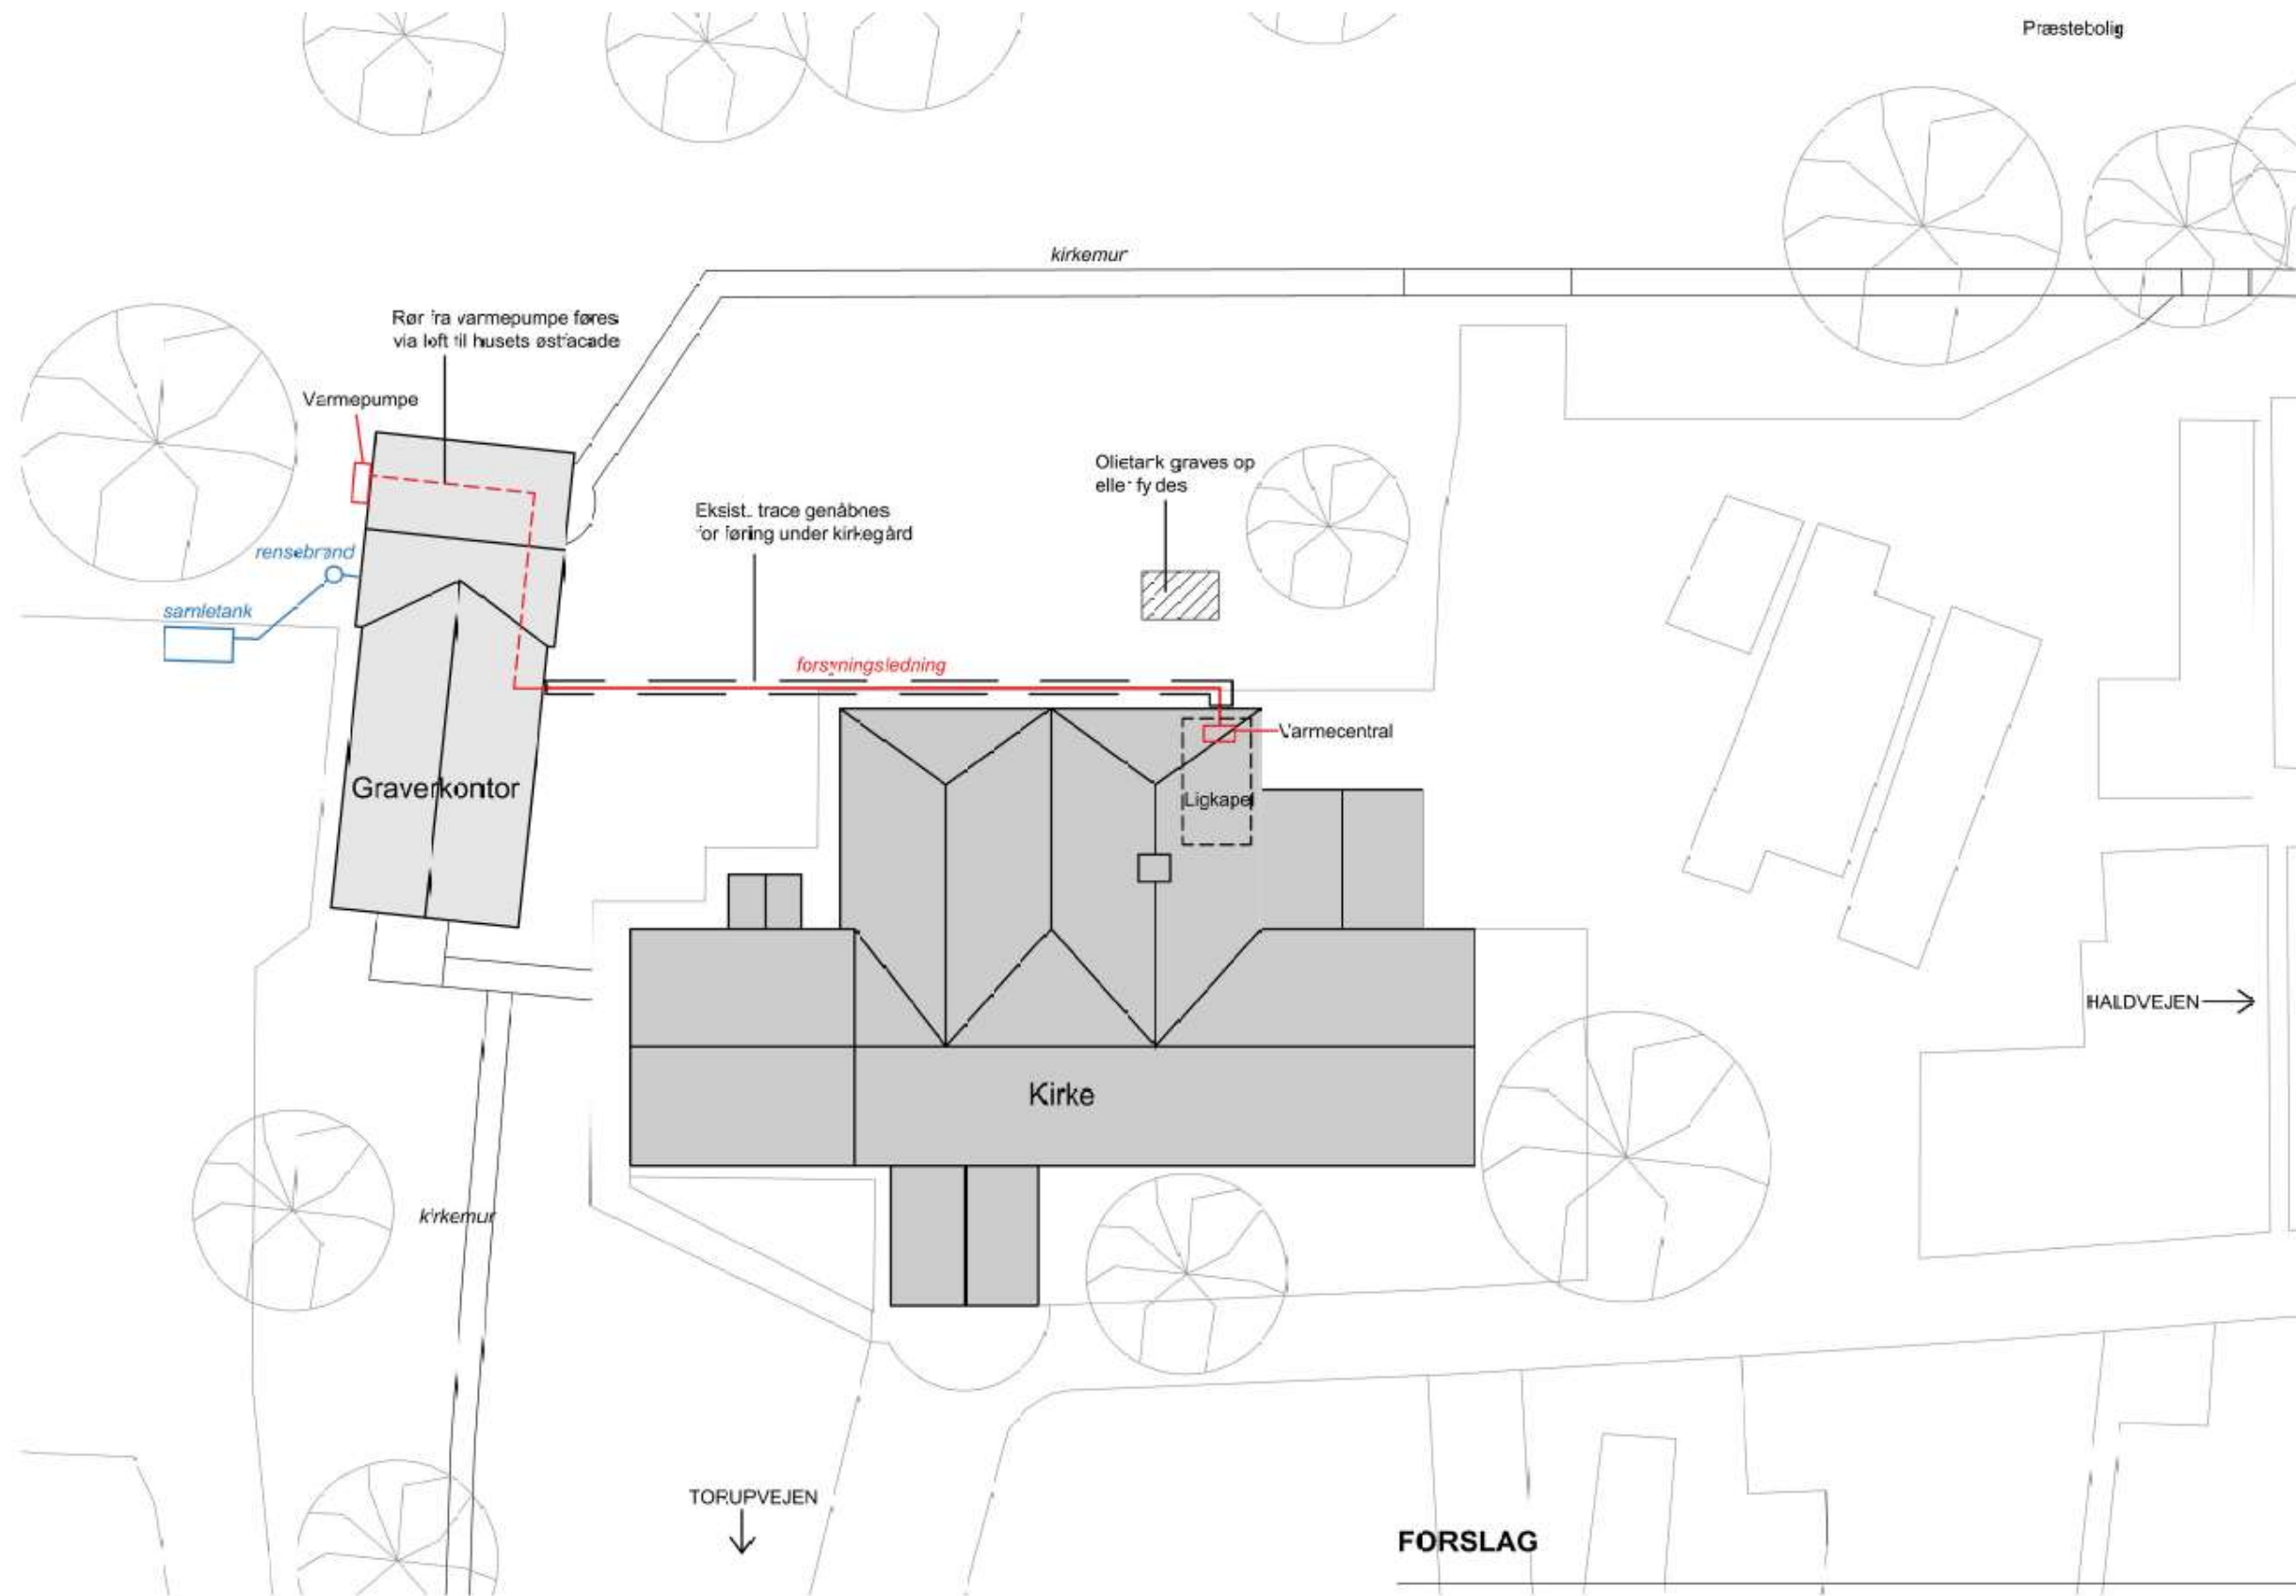 Præstebolig
kirkemur
Rør fra varmepumpe føres
via loft til husets østfacade
Varmepumpe
Olietank graves op
eller fyldes
Eksist. trace genåbnes
for føring under kirkegård
rensebrønd
samletank
forsyningsledning
Varmecentral
Graverkontor
Ligkapel
HALDVEJEN
Kirke
kirkemur
TORUPVEJEN
FORSLAG